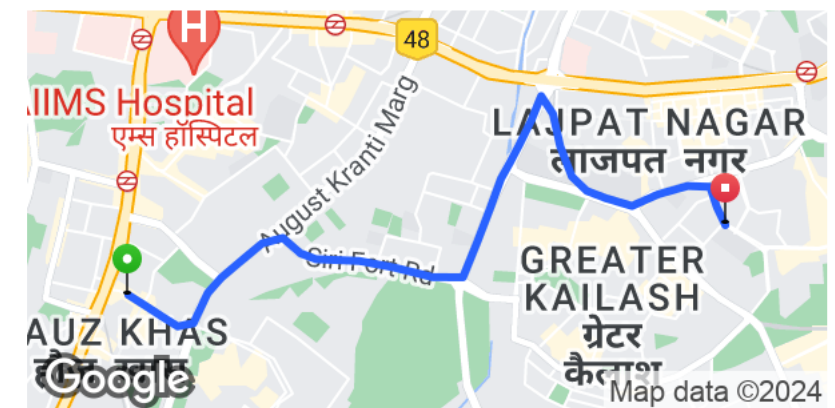 H
48
IIMS Hospital
एम्स हॉस्पिटल
August Kranti Marg
LAJPAT NAGAR
लाजपत नगर
Siri Fort Rd
GREATER
KAILASH
ग्रेटर
कैलाश
AUZ KHAS
Google
Map data ©2024